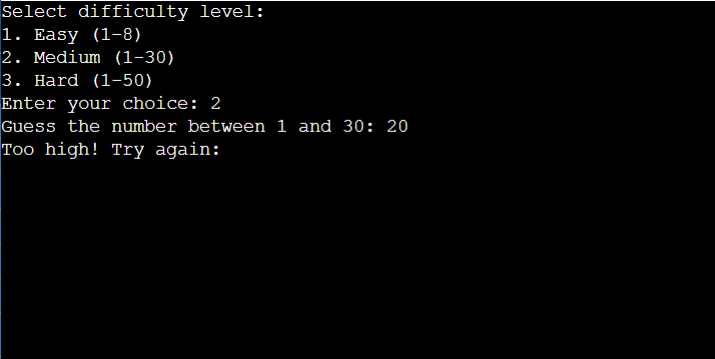 Select difficulty level:
1. Easy (1-8)
2. Medium (1-30)
3. Hard (1-50)
Enter your choice: 2
Guess the number between 1 and 30: 20
Too high! Try again: